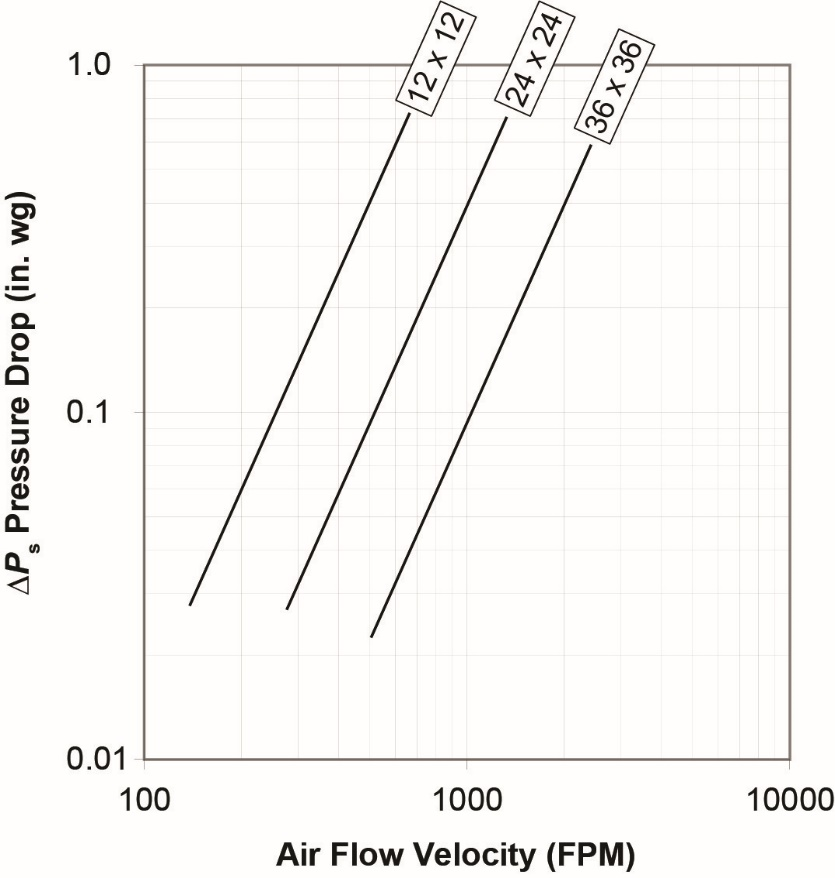 12 x 12
24 x 24
36 x 36
1.0
0.1
0.01
ΔPs Pressure Drop (in. wg)
100
1000
10000
Air Flow Velocity (FPM)